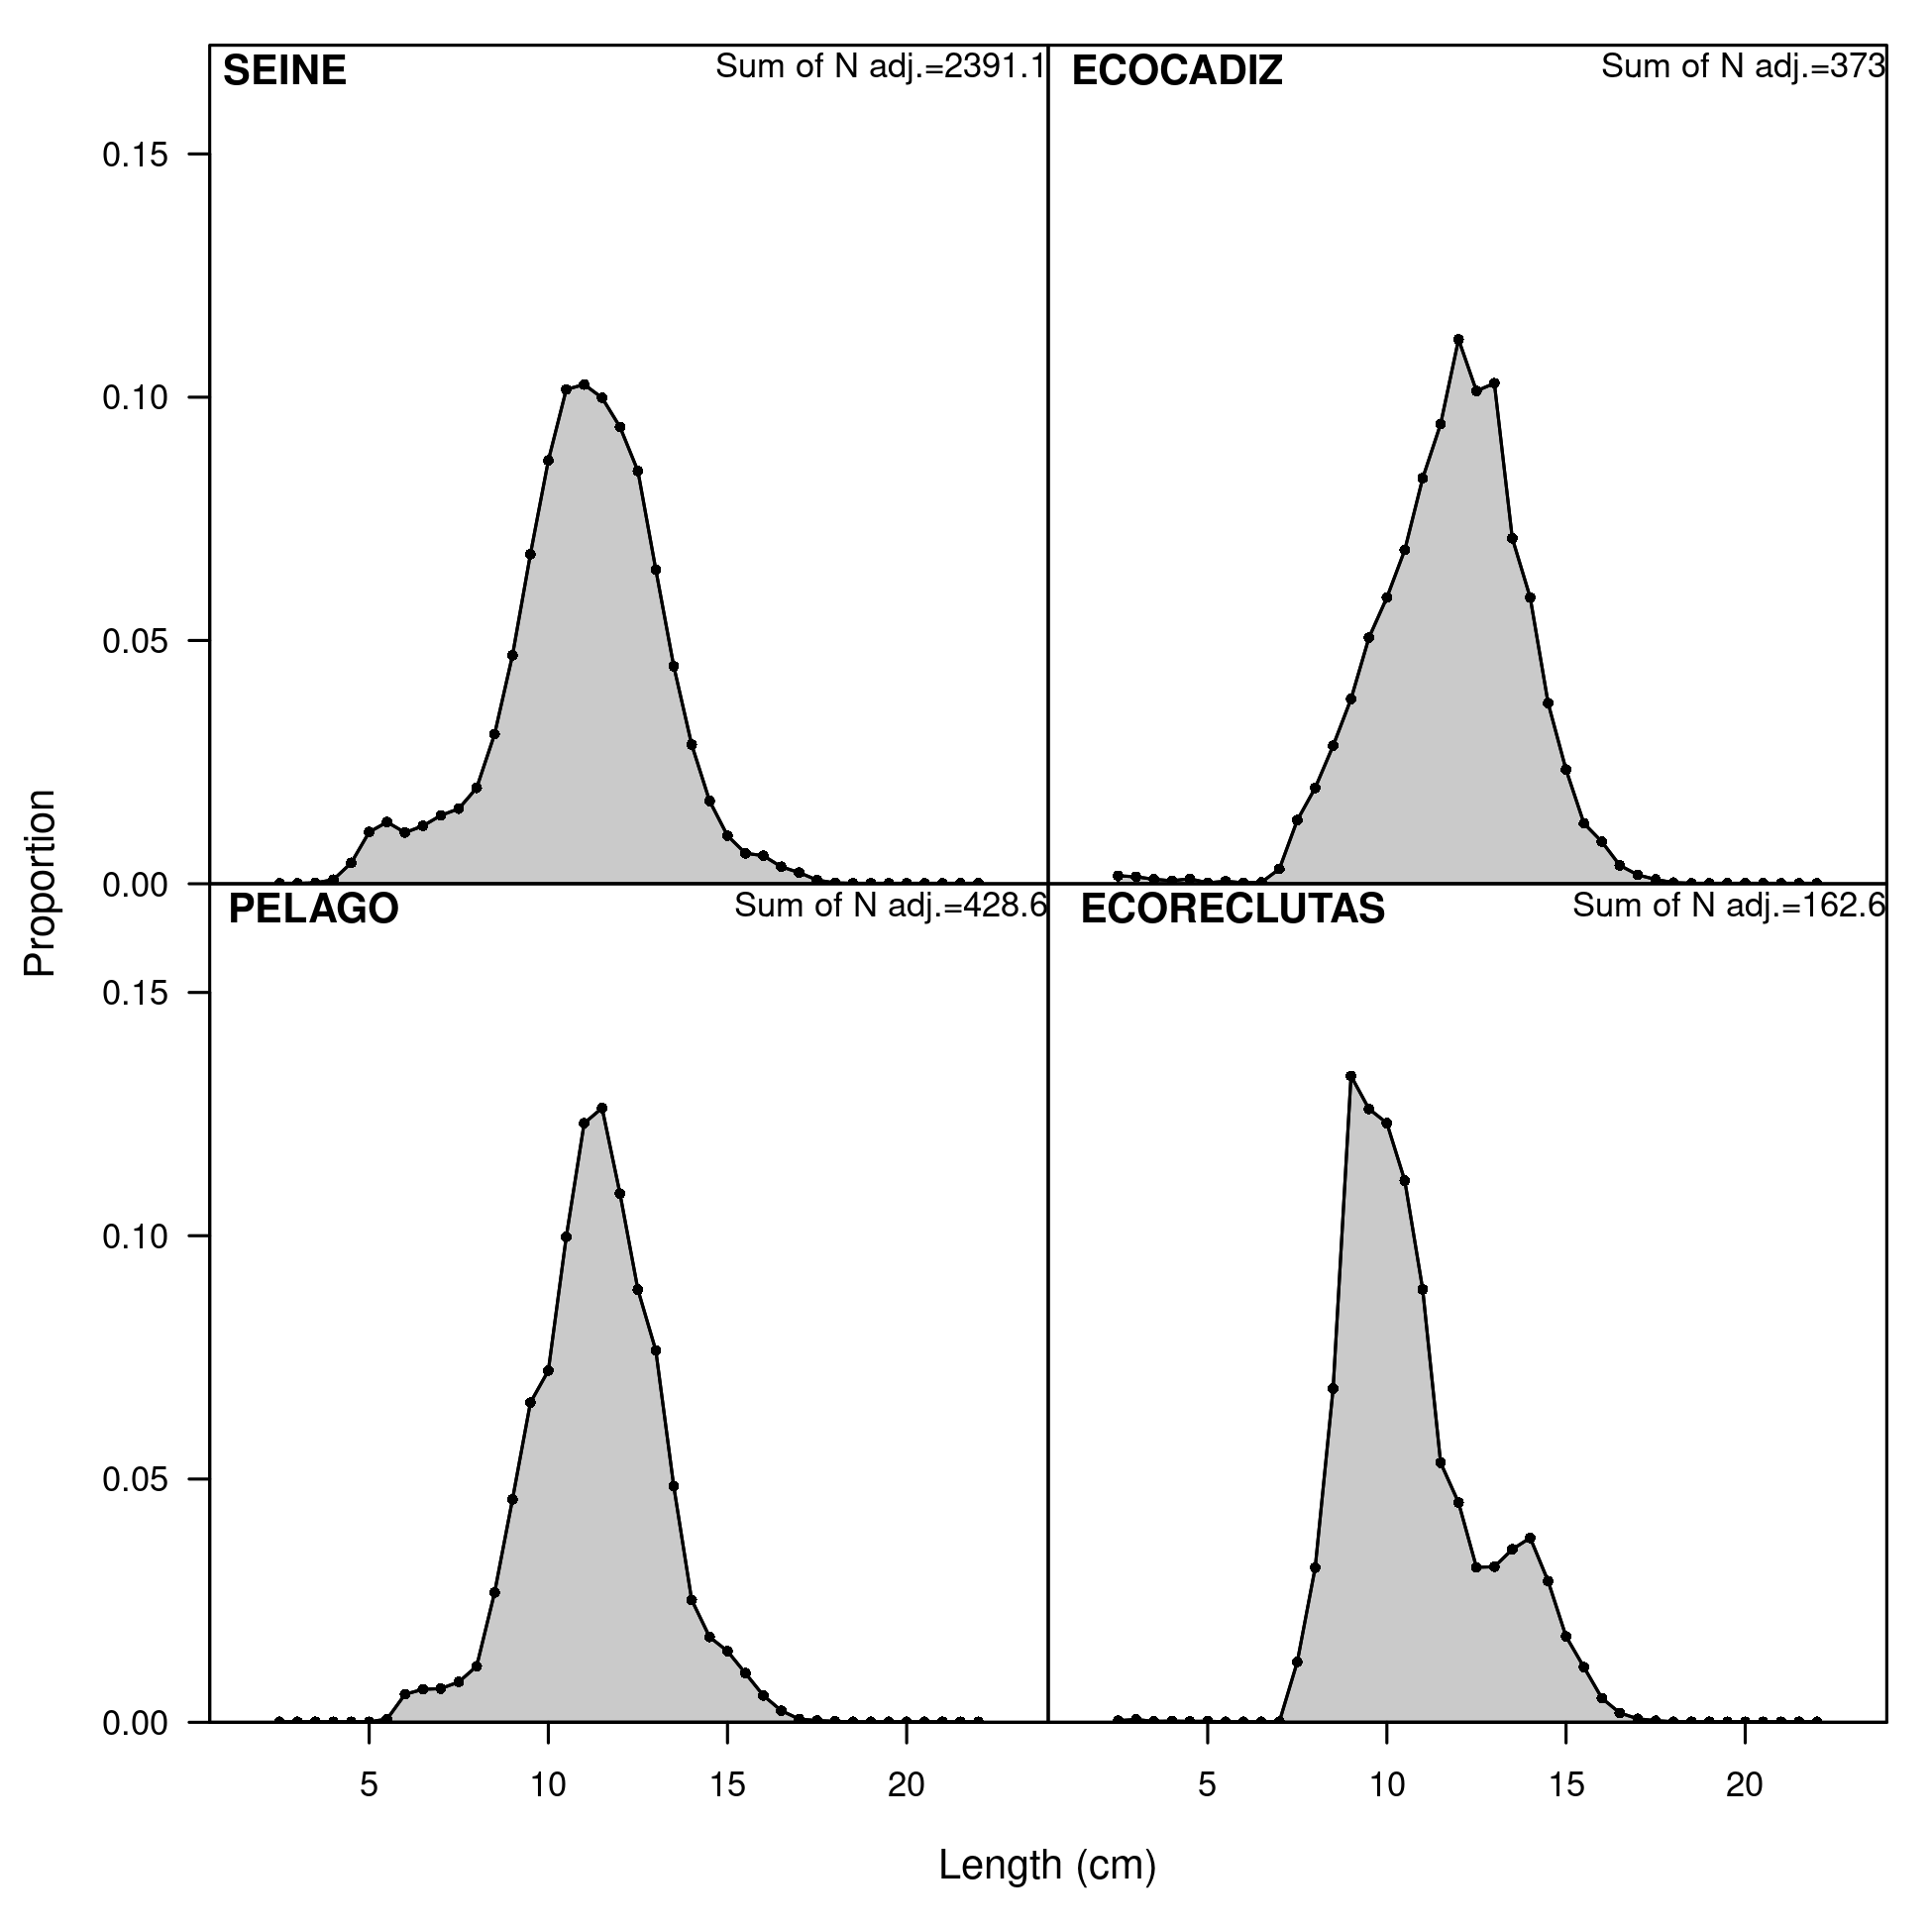 SEINE
Sum of N adj.=2391.1
ECOCADIZ
Sum of N adj.=373
0.15
0.10
0.05
0.00
PELAGO
Sum of N adj.=428.6
ECORECLUTAS
Sum of N adj.=162.6
Proportion
0.15
0.10
0.05
0.00
5 10 15 20
5 10 15 20
Length (cm)